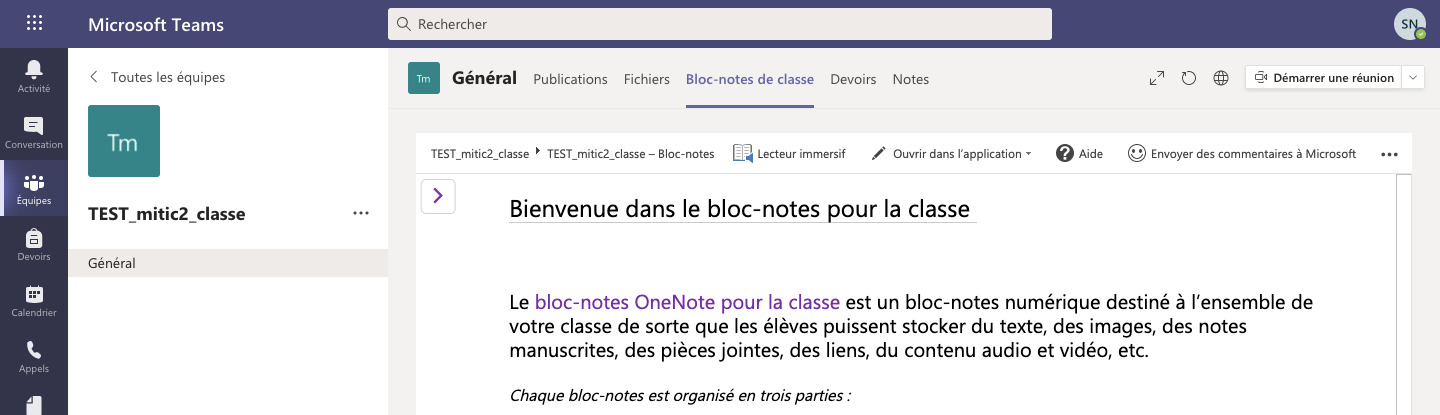 Microsoft Teams
Rechercher
SN
Activité
Conversation
Équipes
Devoirs
Calendrier
Appels
Toutes les équipes
Tm
TEST_mitic2_classe
Général
Tm Général Publications Fichiers Bloc-notes de classe Devoirs Notes Démarrer une réunion
TEST_mitic2_classe TEST_mitic2_classe – Bloc-notes Lecteur immersif Ouvrir dans l'application Aide Envoyer des commentaires à Microsoft
Bienvenue dans le bloc-notes pour la classe
Le bloc-notes OneNote pour la classe est un bloc-notes numérique destiné à l'ensemble de
votre classe de sorte que les élèves puissent stocker du texte, des images, des notes
manuscrites, des pièces jointes, des liens, du contenu audio et vidéo, etc.
Chaque bloc-notes est organisé en trois parties :